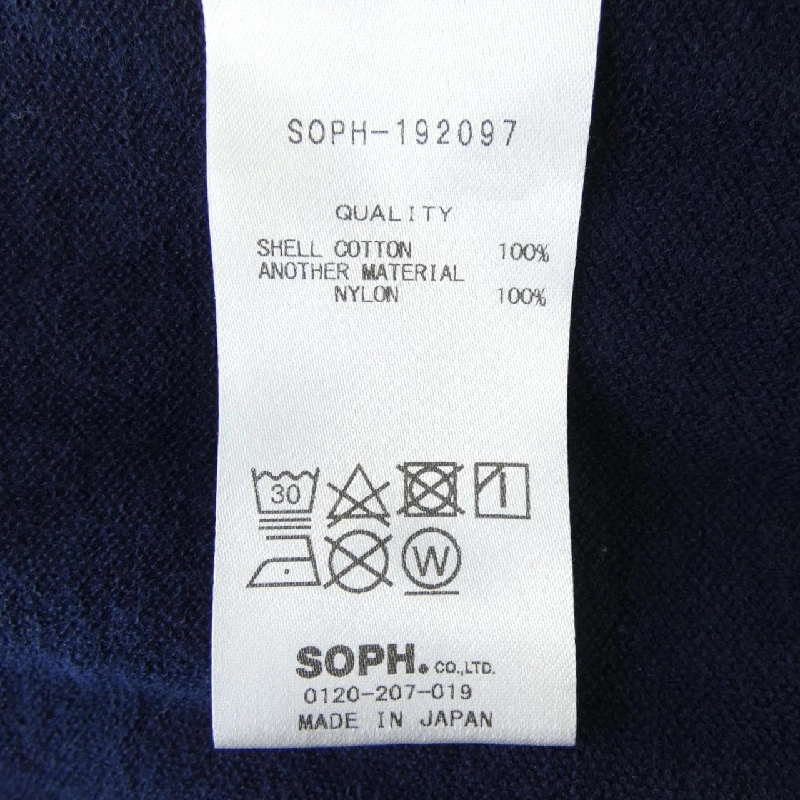 SOPH-192097
QUALITY
SHELL COTTON 100%
ANOTHER MATERIAL
NYLON 100%
30
W
SOPH. CO.,LTD.
0120-207-019
MADE IN JAPAN